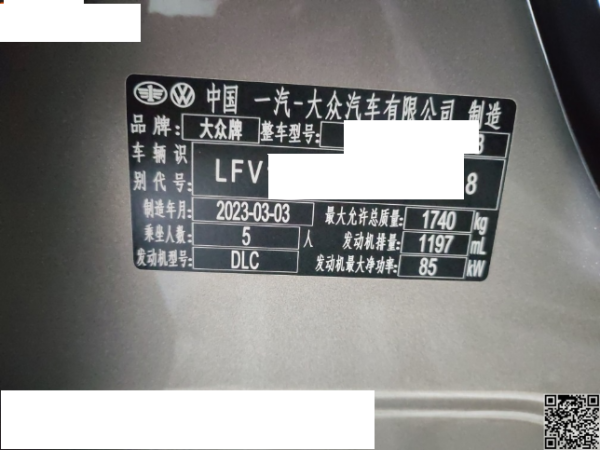 中国 一汽-大众汽车有限公司 制造
品牌: 大众牌 整车型号:
车辆识别代号: LFV 8
制造年月: 2023-03-03 最大允许总质量: 1740 kg
乘坐人数: 5 人 发动机排量: 1197 mL
发动机型号: DLC 发动机最大净功率: 85 kW